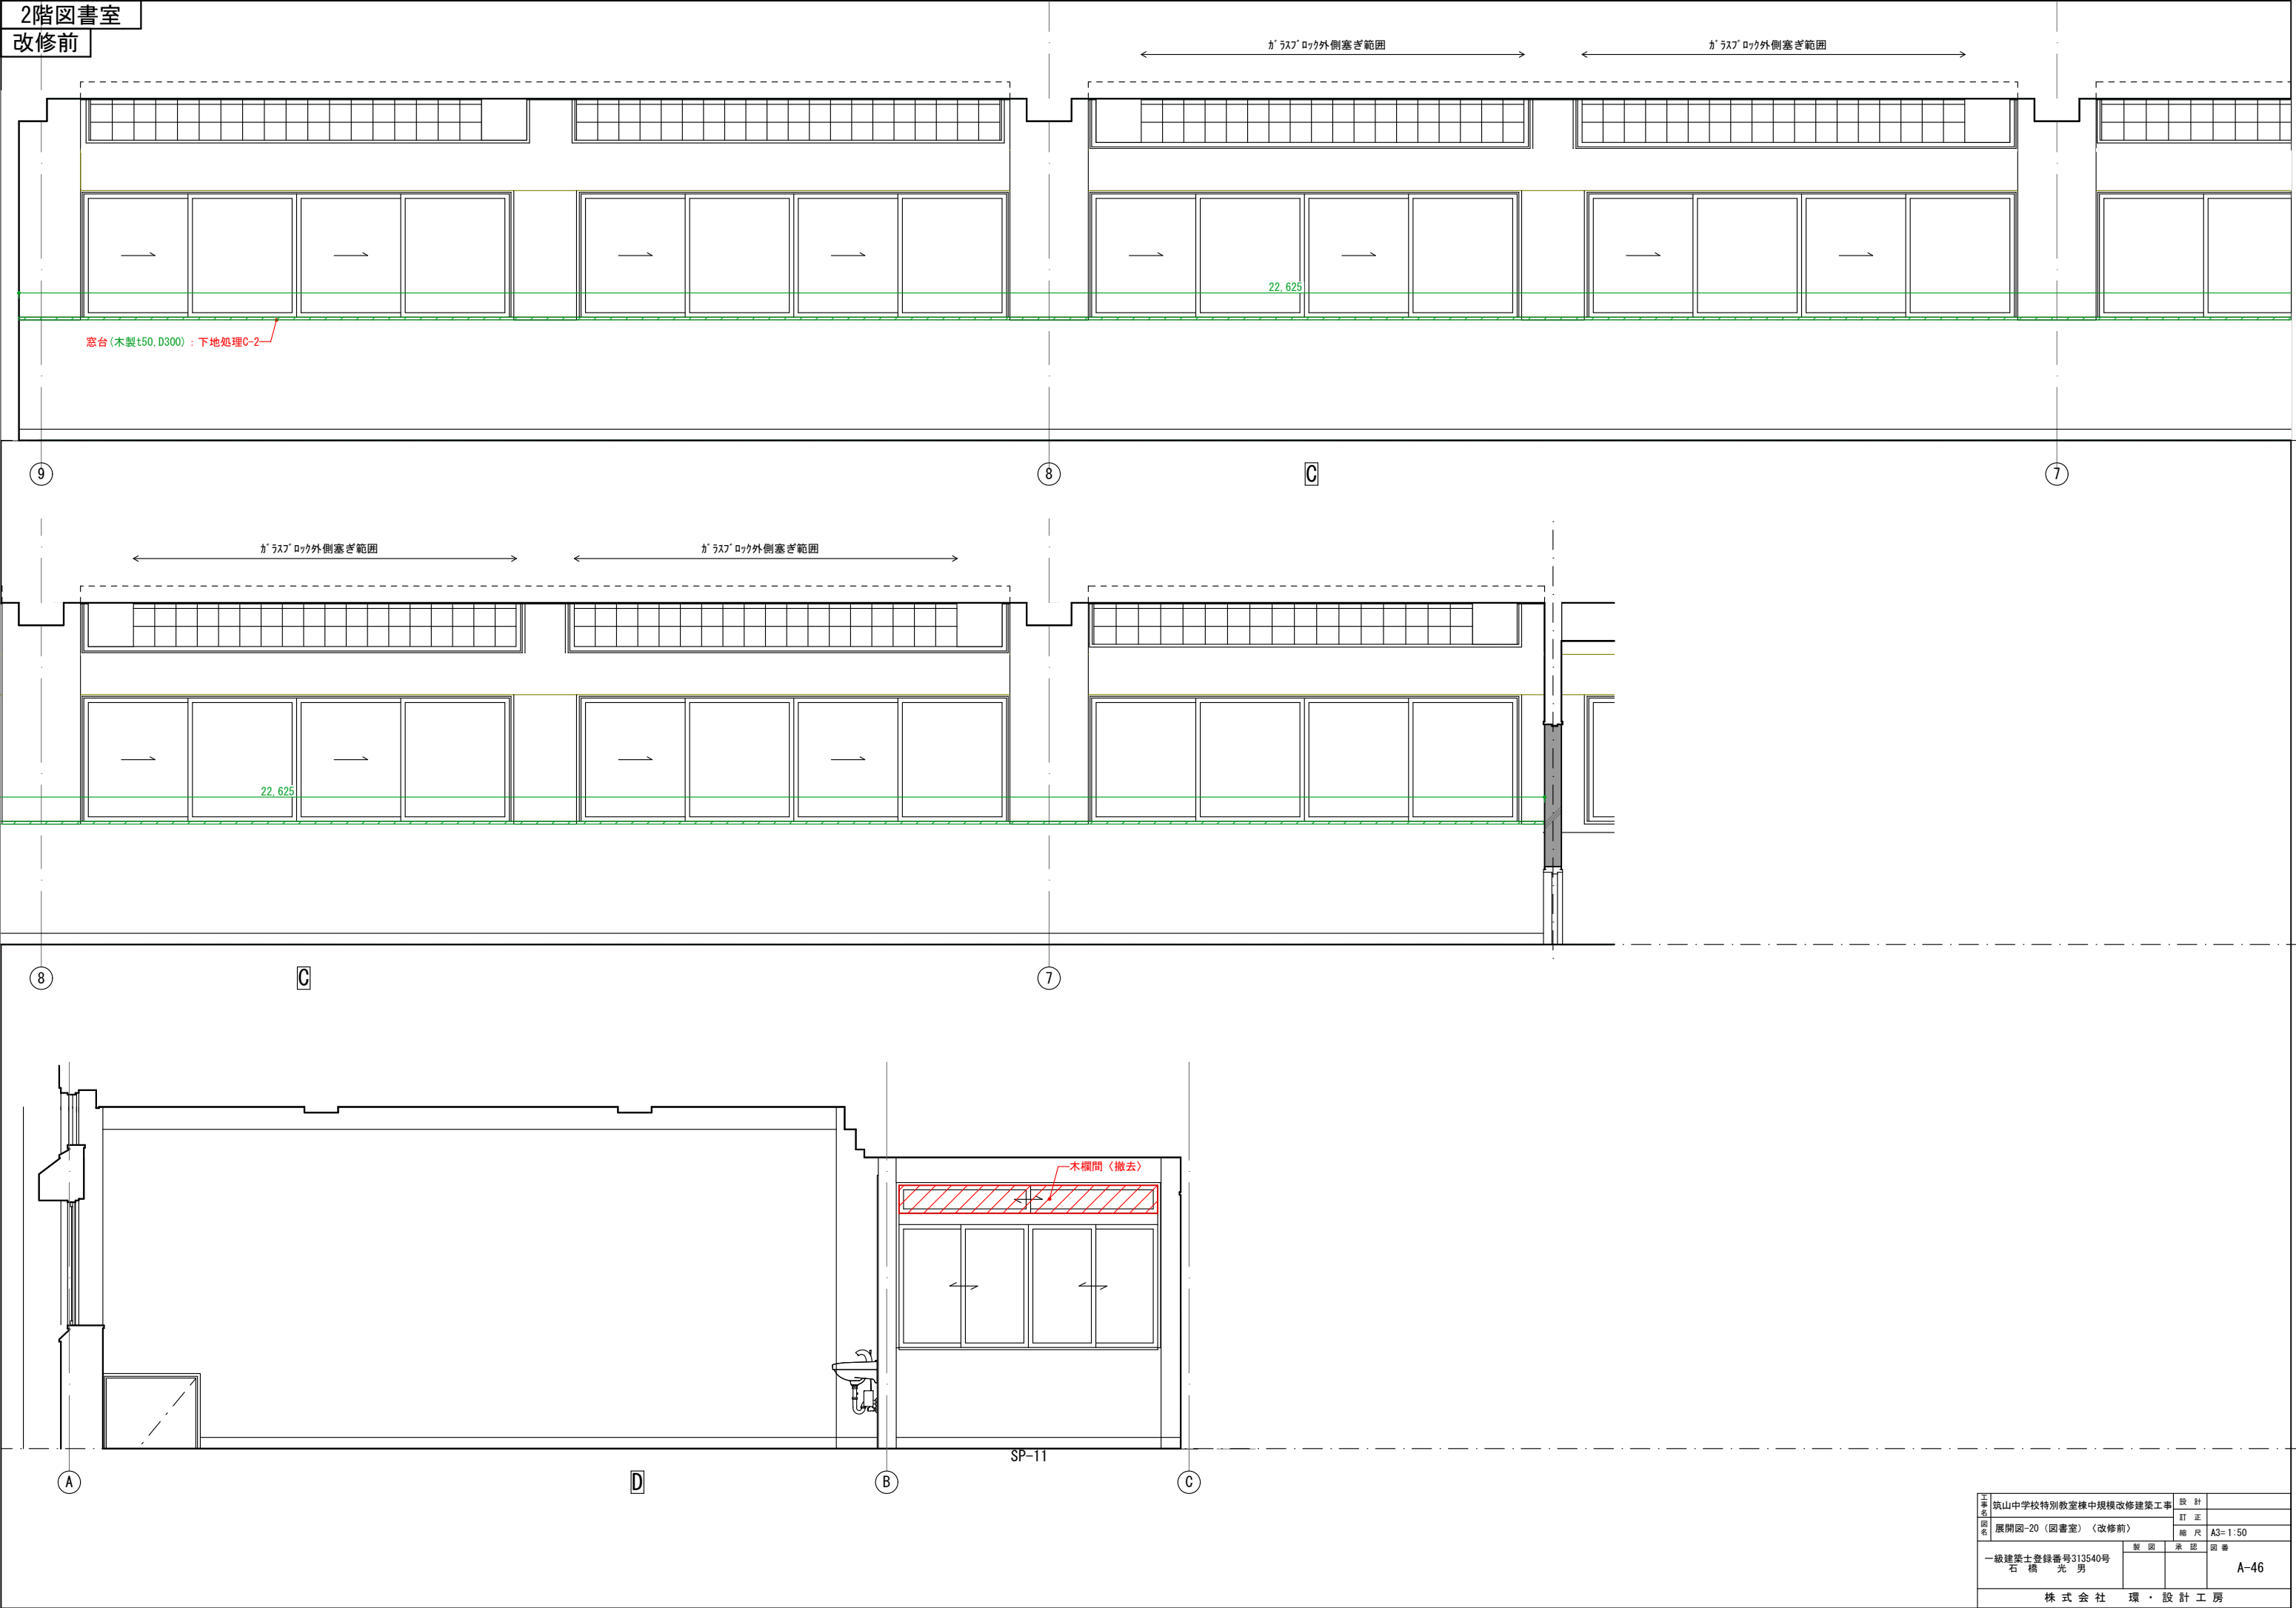 2階図書室
改修前
ｶﾞﾗｽﾌﾞﾛｯｸ外側塞ぎ範囲
ｶﾞﾗｽﾌﾞﾛｯｸ外側塞ぎ範囲
22,625
窓台(木製t50,D300)：下地処理C-2
9
8
C
7
ｶﾞﾗｽﾌﾞﾛｯｸ外側塞ぎ範囲
ｶﾞﾗｽﾌﾞﾛｯｸ外側塞ぎ範囲
22,625
8
C
7
木欄間〈撤去〉
SP-11
A
D
B
C
工事名 筑山中学校特別教室棟中規模改修建築工事 設計
訂正
図名 展開図-20（図書室）〈改修前〉 縮尺 A3=1:50
製図 承認 図番
一級建築士登録番号313540号
石橋 光男
A-46
株式会社 環・設計工房